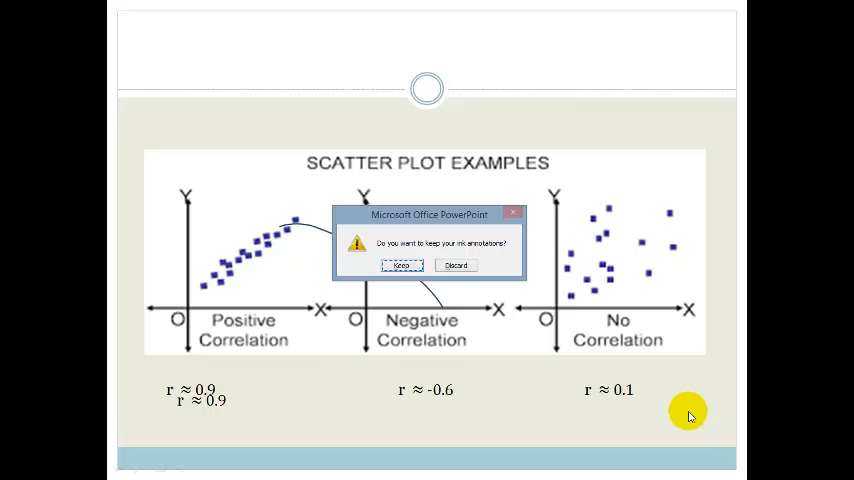 SCATTER PLOT EXAMPLES
Y Y Y
Microsoft Office PowerPoint
Do you want to keep your ink annotations?
Keep Discard
O X O X O X
Positive Correlation
Negative Correlation
No Correlation
r ≈ 0.9
r ≈ 0.9
r ≈ -0.6
r ≈ 0.1